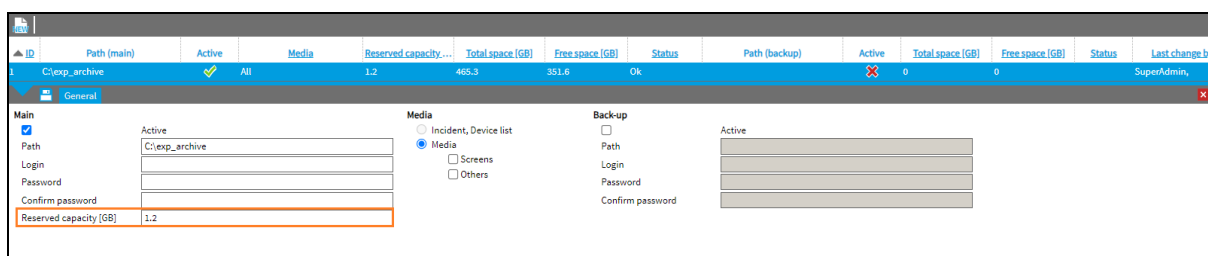 NEW
ID Path (main) Active Media Reserved capacity ... Total space [GB] Free space [GB] Status Path (backup) Active Total space [GB] Free space [GB] Status Last change b
1 C:\exp_archive All 1.2 465.3 351.6 Ok 0 0 SuperAdmin,
General
Main Media Back-up
Active Incident, Device list Active
Path C:\exp_archive Media Path
Login Screens Login
Password Others Password
Confirm password Confirm password
Reserved capacity [GB] 1.2